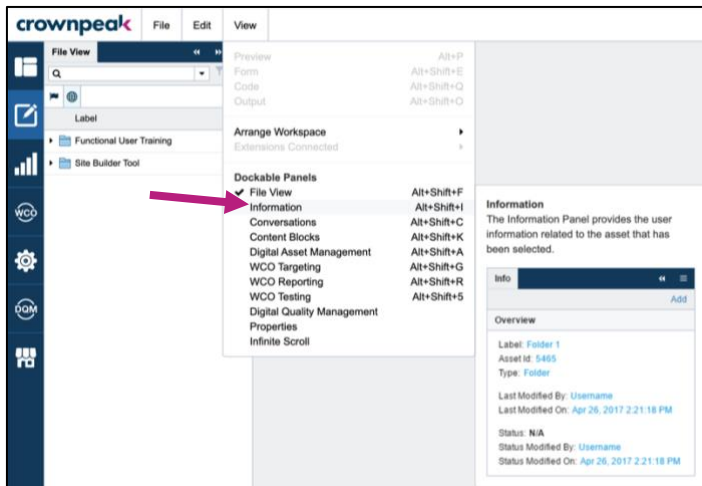 crownpeak File Edit View
File View
Label
Functional User Training
Site Builder Tool
WCO
DQM
Preview Alt+P
Form Alt+Shift+E
Code Alt+Shift+Q
Output Alt+Shift+O
Arrange Workspace
Extensions Connected
Dockable Panels
File View Alt+Shift+F
Information Alt+Shift+I
Conversations Alt+Shift+C
Content Blocks Alt+Shift+K
Digital Asset Management Alt+Shift+A
WCO Targeting Alt+Shift+G
WCO Reporting Alt+Shift+R
WCO Testing Alt+Shift+5
Digital Quality Management
Properties
Infinite Scroll
Information
The Information Panel provides the user
information related to the asset that has
been selected.
Info
Add
Overview
Label: Folder 1
Asset Id: 5465
Type: Folder
Last Modified By: Username
Last Modified On: Apr 26, 2017 2:21:18 PM
Status: N/A
Status Modified By: Username
Status Modified On: Apr 26, 2017 2:21:18 PM